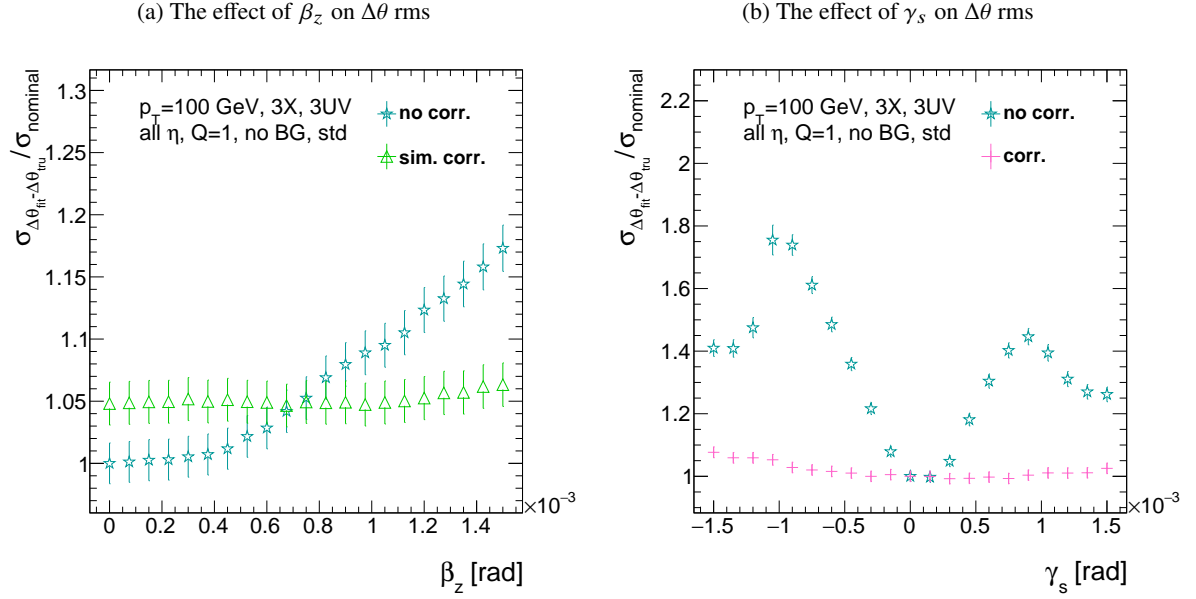 (a) The effect of β_z on Δθ rms
(b) The effect of γ_s on Δθ rms
σ_{Δθ_fit-Δθ_tru}/σ_nominal
1.3
1.25
1.2
1.15
1.1
1.05
1
p_T=100 GeV, 3X, 3UV
all η, Q=1, no BG, std
no corr.
sim. corr.
0 0.2 0.4 0.6 0.8 1 1.2 1.4
×10⁻³
β_z [rad]
σ_{Δθ_fit-Δθ_tru}/σ_nominal
2.2
2
1.8
1.6
1.4
1.2
1
p_T=100 GeV, 3X, 3UV
all η, Q=1, no BG, std
no corr.
corr.
−1.5 −1 −0.5 0 0.5 1 1.5
×10⁻³
γ_s [rad]